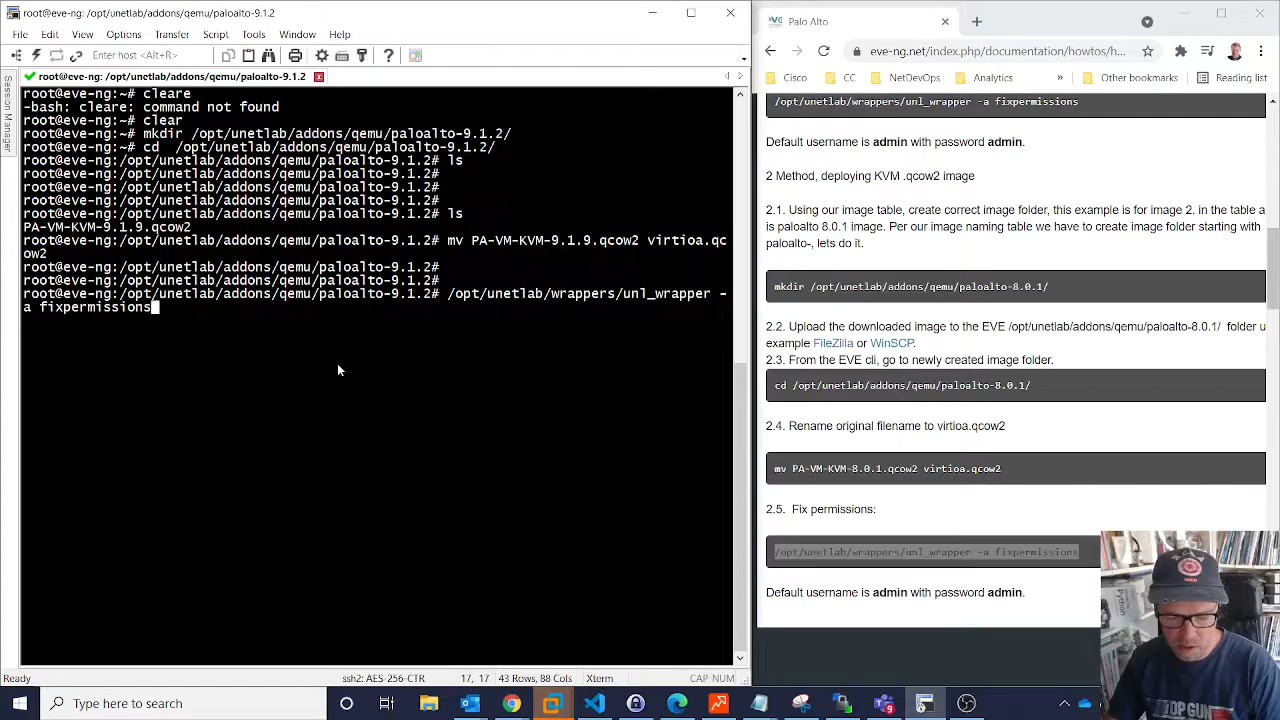 root@eve-ng: /opt/unetlab/addons/qemu/paloalto-9.1.2
File Edit View Options Transfer Script Tools Window Help
Enter host <Alt+R>
Session Manager
root@eve-ng: /opt/unetlab/addons/qemu/paloalto-9.1.2
root@eve-ng:~# cleare
-bash: cleare: command not found
root@eve-ng:~# clear
root@eve-ng:~# mkdir /opt/unetlab/addons/qemu/paloalto-9.1.2/
root@eve-ng:~# cd  /opt/unetlab/addons/qemu/paloalto-9.1.2/
root@eve-ng:/opt/unetlab/addons/qemu/paloalto-9.1.2# ls
root@eve-ng:/opt/unetlab/addons/qemu/paloalto-9.1.2#
root@eve-ng:/opt/unetlab/addons/qemu/paloalto-9.1.2#
root@eve-ng:/opt/unetlab/addons/qemu/paloalto-9.1.2#
root@eve-ng:/opt/unetlab/addons/qemu/paloalto-9.1.2# ls
PA-VM-KVM-9.1.9.qcow2
root@eve-ng:/opt/unetlab/addons/qemu/paloalto-9.1.2# mv PA-VM-KVM-9.1.9.qcow2 virtioa.qc
ow2
root@eve-ng:/opt/unetlab/addons/qemu/paloalto-9.1.2#
root@eve-ng:/opt/unetlab/addons/qemu/paloalto-9.1.2#
root@eve-ng:/opt/unetlab/addons/qemu/paloalto-9.1.2# /opt/unetlab/wrappers/unl_wrapper -
a fixpermissions
Ready ssh2: AES-256-CTR 17, 17 43 Rows, 88 Cols Xterm CAP NUM
Palo Alto
eve-ng.net/index.php/documentation/howtos/h...
Cisco CC NetDevOps Analytics » Other bookmarks Reading list
/opt/unetlab/wrappers/unl_wrapper -a fixpermissions
Default username is admin with password admin.
2 Method, deploying KVM .qcow2 image
2.1. Using our image table, create correct image folder, this example is for image 2. in the table a
is paloalto 8.0.1 image. Per our image naming table we have to create image folder starting with
paloalto-, lets do it.
mkdir /opt/unetlab/addons/qemu/paloalto-8.0.1/
2.2. Upload the downloaded image to the EVE /opt/unetlab/addons/qemu/paloalto-8.0.1/ folder u
example FileZilla or WinSCP.
2.3. From the EVE cli, go to newly created image folder.
cd /opt/unetlab/addons/qemu/paloalto-8.0.1/
2.4. Rename original filename to virtioa.qcow2
mv PA-VM-KVM-8.0.1.qcow2 virtioa.qcow2
2.5. Fix permissions:
/opt/unetlab/wrappers/unl_wrapper -a fixpermissions
Default username is admin with password admin.
Python
TOP GUN
Type here to search